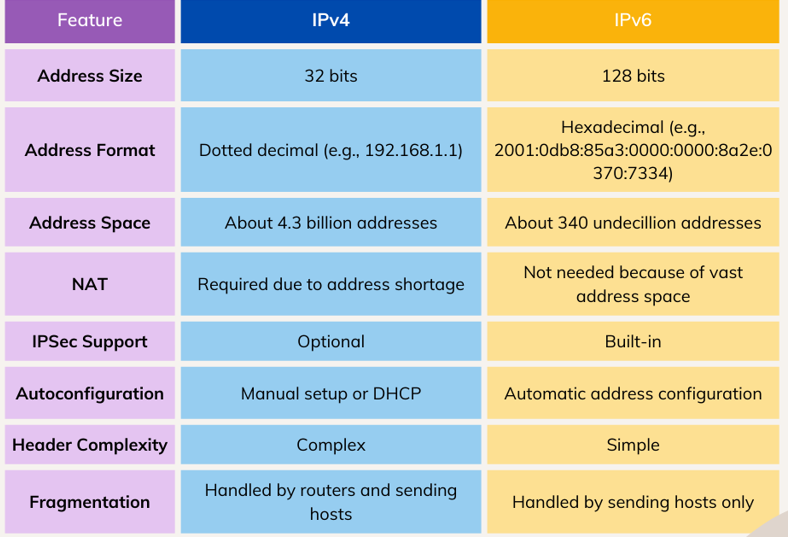 Feature IPv4 IPv6
Address Size 32 bits 128 bits
Address Format Dotted decimal (e.g., 192.168.1.1) Hexadecimal (e.g.,
2001:0db8:85a3:0000:0000:8a2e:0
370:7334)
Address Space About 4.3 billion addresses About 340 undecillion addresses
NAT Required due to address shortage Not needed because of vast
address space
IPSec Support Optional Built-in
Autoconfiguration Manual setup or DHCP Automatic address configuration
Header Complexity Complex Simple
Fragmentation Handled by routers and sending
hosts Handled by sending hosts only